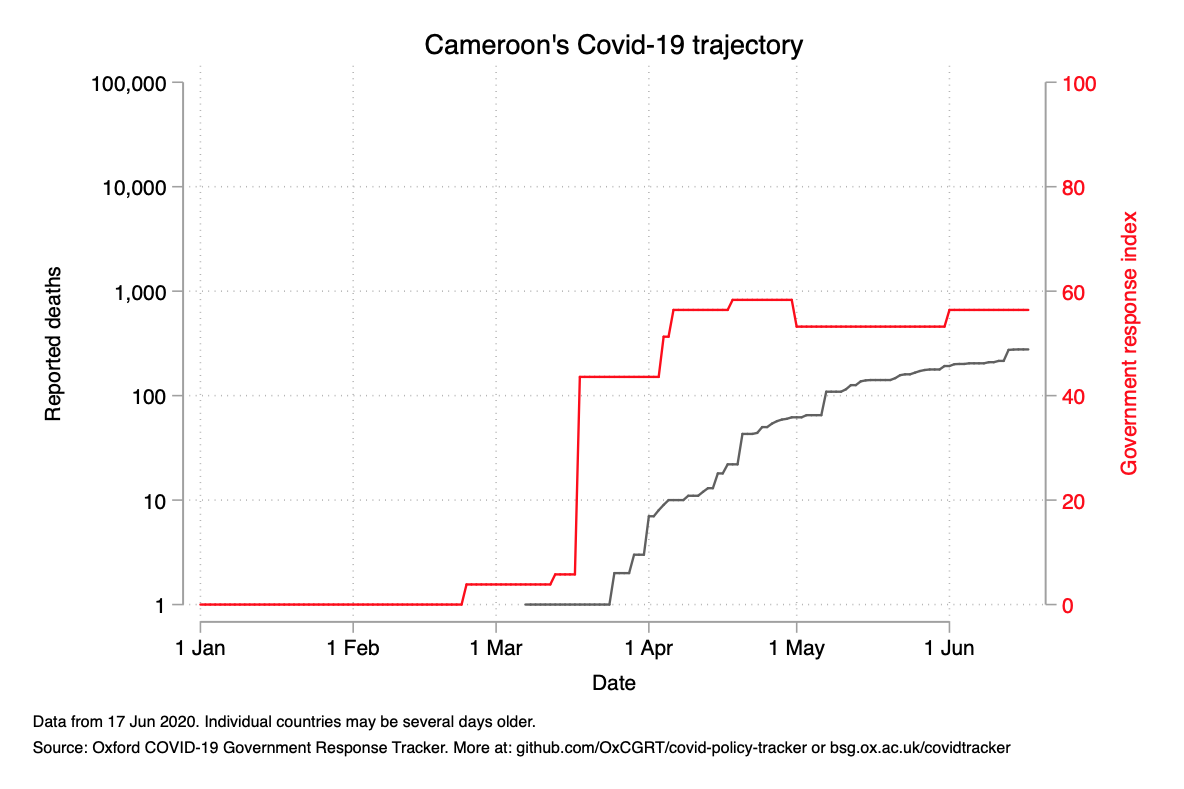 Cameroon's Covid-19 trajectory
100,000
10,000
1,000
100
10
1
Reported deaths
100
80
60
40
20
0
Government response index
1 Jan
1 Feb
1 Mar
1 Apr
1 May
1 Jun
Date
Data from 17 Jun 2020. Individual countries may be several days older.
Source: Oxford COVID-19 Government Response Tracker. More at: github.com/OxCGRT/covid-policy-tracker or bsg.ox.ac.uk/covidtracker